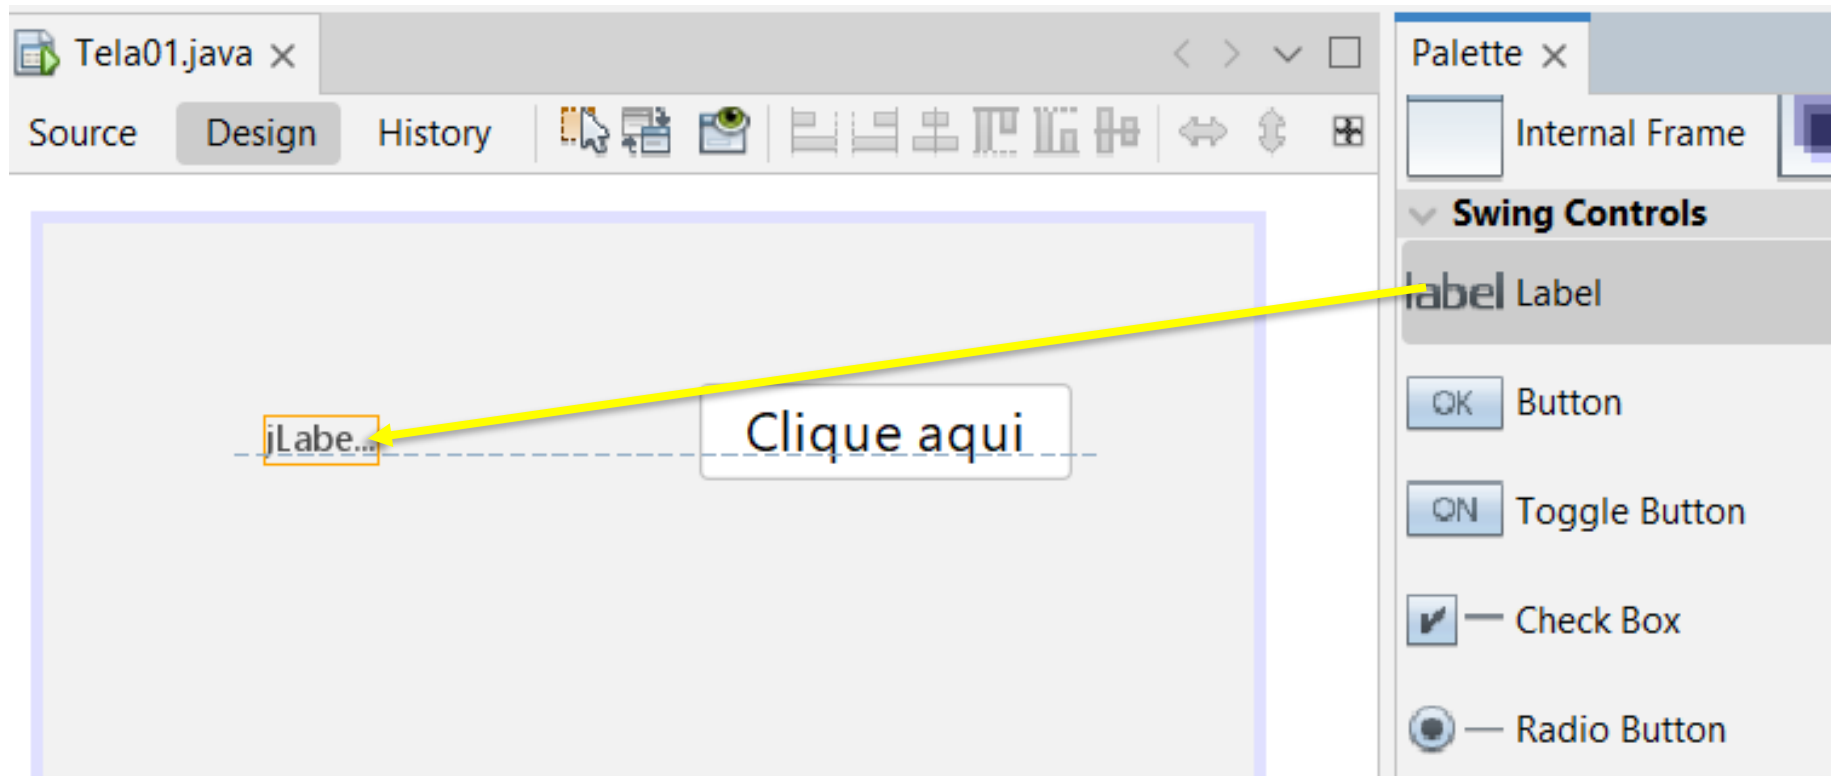 Tela01.java
Palette
Source Design History
Internal Frame
Swing Controls
label Label
jLabe...
Clique aqui
OK Button
ON Toggle Button
Check Box
Radio Button